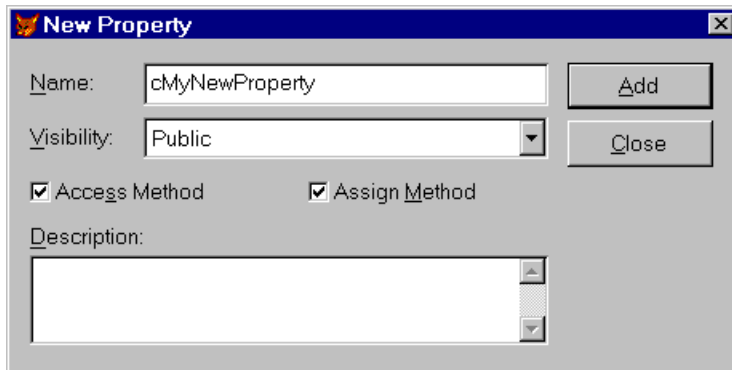 New Property
Name: cMyNewProperty Add
Visibility: Public Close
Access Method Assign Method
Description: